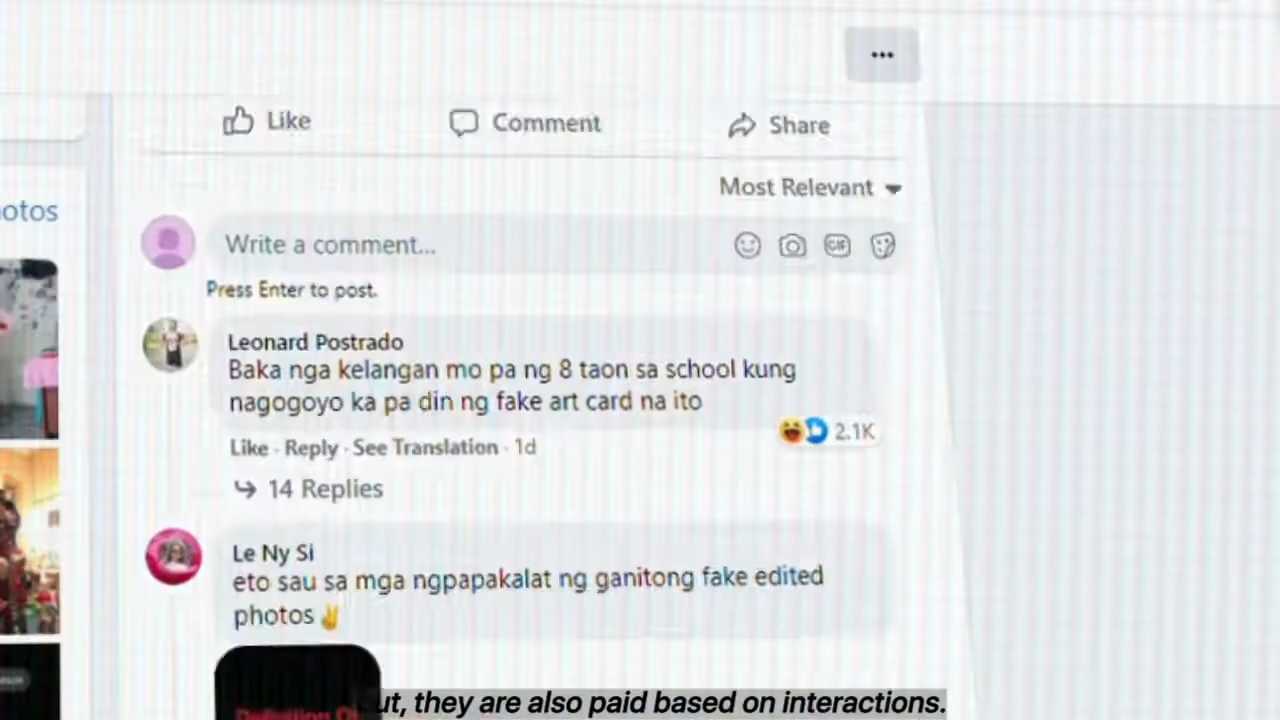 Like
Comment
Share
Most Relevant
Write a comment...
GIF
Press Enter to post.
Leonard Postrado
Baka nga kelangan mo pa ng 8 taon sa school kung
nagogoyo ka pa din ng fake art card na ito
2.1K
Like · Reply · See Translation · 1d
14 Replies
Le Ny Si
eto sau sa mga ngpapakalat ng ganitong fake edited
photos✌
they are also paid based on interactions.